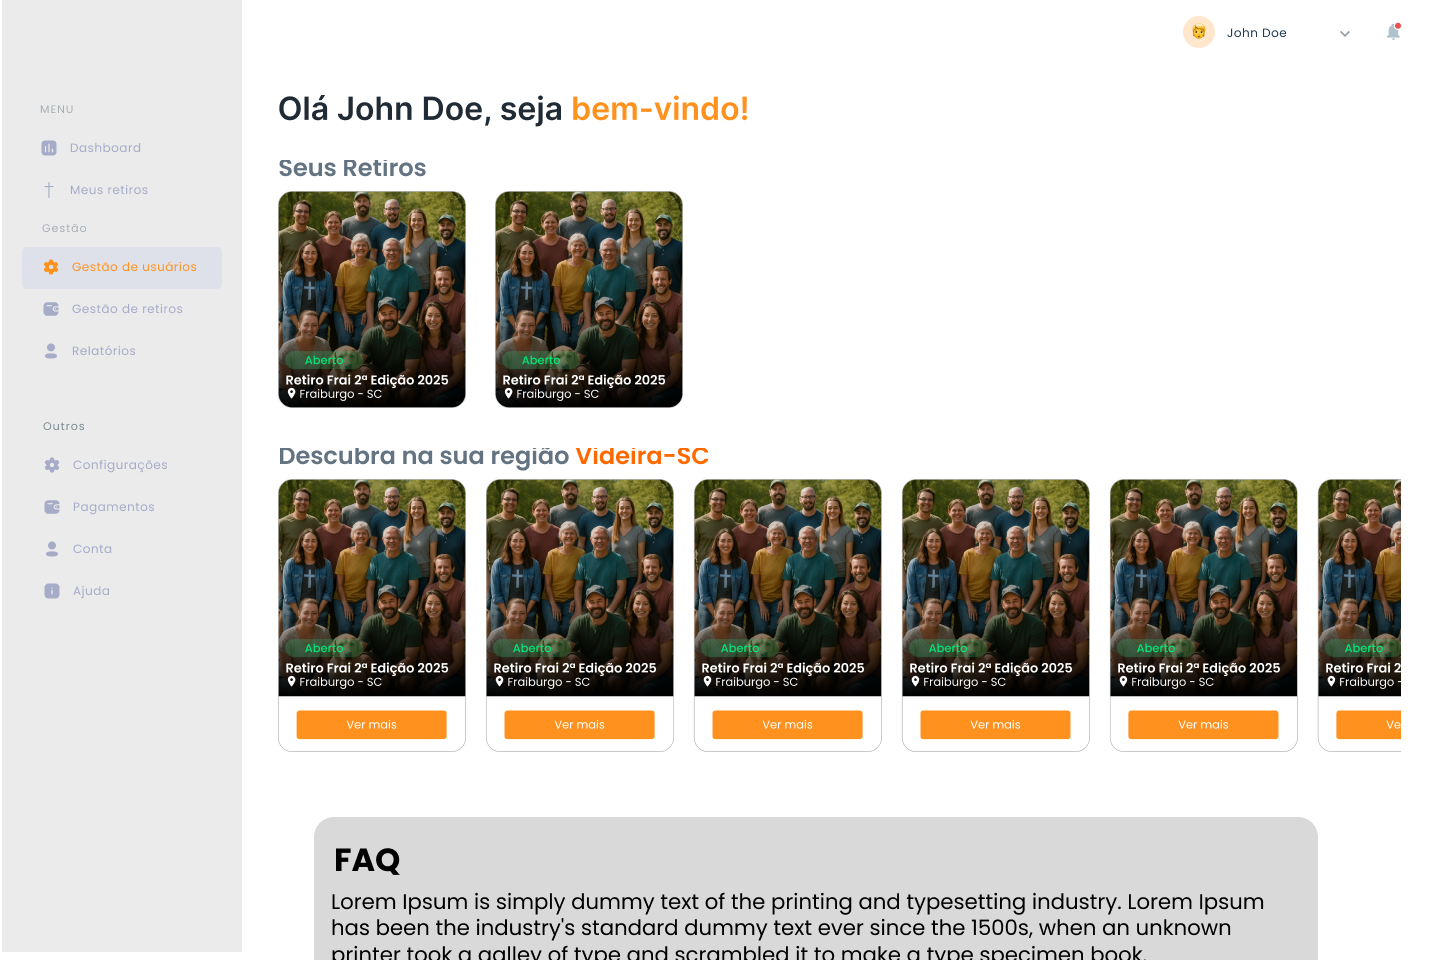 John Doe
MENU
Dashboard
Meus retiros
Gestão
Gestão de usuários
Gestão de retiros
Relatórios
Outros
Configurações
Pagamentos
Conta
Ajuda
Olá John Doe, seja bem-vindo!
Seus Retiros
Aberto
Retiro Frai 2ª Edição 2025
Fraiburgo - SC
Aberto
Retiro Frai 2ª Edição 2025
Fraiburgo - SC
Descubra na sua região Videira-SC
Aberto
Retiro Frai 2ª Edição 2025
Fraiburgo - SC
Ver mais
Aberto
Retiro Frai 2ª Edição 2025
Fraiburgo - SC
Ver mais
Aberto
Retiro Frai 2ª Edição 2025
Fraiburgo - SC
Ver mais
Aberto
Retiro Frai 2ª Edição 2025
Fraiburgo - SC
Ver mais
Aberto
Retiro Frai 2ª Edição 2025
Fraiburgo - SC
Ver mais
Aberto
Retiro Frai 2
Fraiburgo -
Ve
FAQ
Lorem Ipsum is simply dummy text of the printing and typesetting industry. Lorem Ipsum
has been the industry's standard dummy text ever since the 1500s, when an unknown
printer took a galley of type and scrambled it to make a type specimen book.